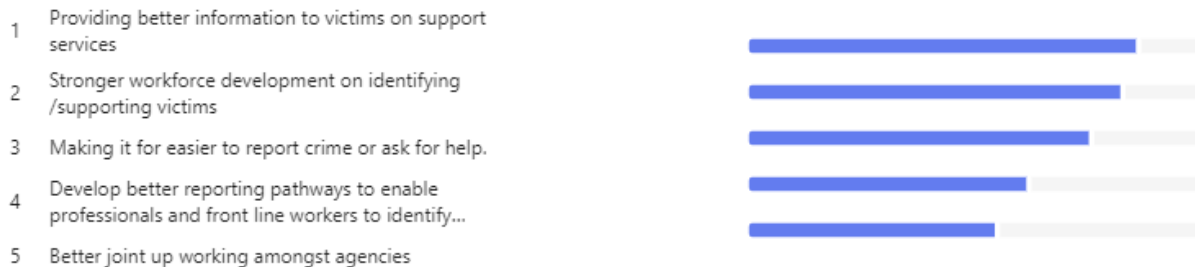 1 Providing better information to victims on support
services
2 Stronger workforce development on identifying
/supporting victims
3 Making it for easier to report crime or ask for help.
4 Develop better reporting pathways to enable
professionals and front line workers to identify...
5 Better joint up working amongst agencies